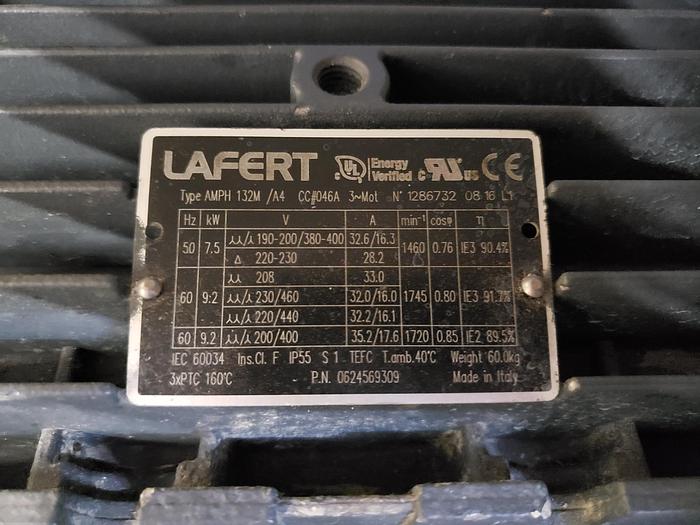 LAFERT UL Energy Verified c UL US CE
Type AMPH 132M /A4 CC#046A 3~Mot N° 1286732 08 16 L1
Hz kW V A min⁻¹ cosφ η
50 7.5 ⅄⅄/⅄ 190-200/380-400 32.6/16.3 1460 0.76 IE3 90.4%
Δ 220-230 28.2
60 9.2 ⅄⅄ 208 33.0 1745 0.80 IE3 91.7%
⅄⅄/⅄ 230/460 32.0/16.0
⅄⅄/⅄ 220/440 32.2/16.1
60 9.2 ⅄⅄/⅄ 200/400 35.2/17.6 1720 0.85 IE2 89.5%
IEC 60034 Ins.Cl. F IP55 S 1 TEFC T.amb.40°C Weight 60.0kg
3xPTC 160°C P.N. 0624569309 Made in Italy